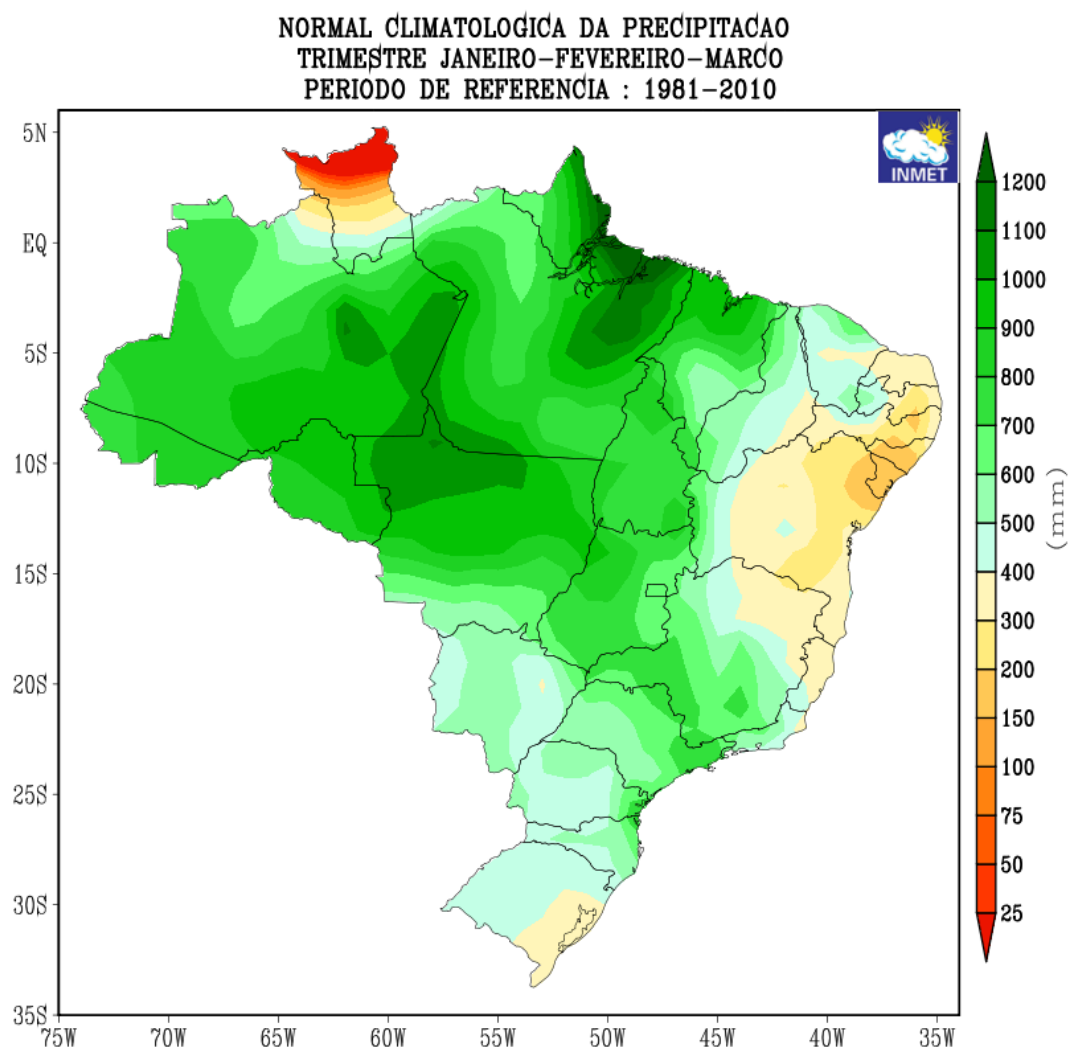 NORMAL CLIMATOLOGICA DA PRECIPITACAO
TRIMESTRE JANEIRO-FEVEREIRO-MARCO
PERIODO DE REFERENCIA : 1981-2010
INMET
5N
EQ
5S
10S
15S
20S
25S
30S
35S
75W 70W 65W 60W 55W 50W 45W 40W 35W
1200
1100
1000
900
800
700
600
500
400
300
200
150
100
75
50
25
(mm)